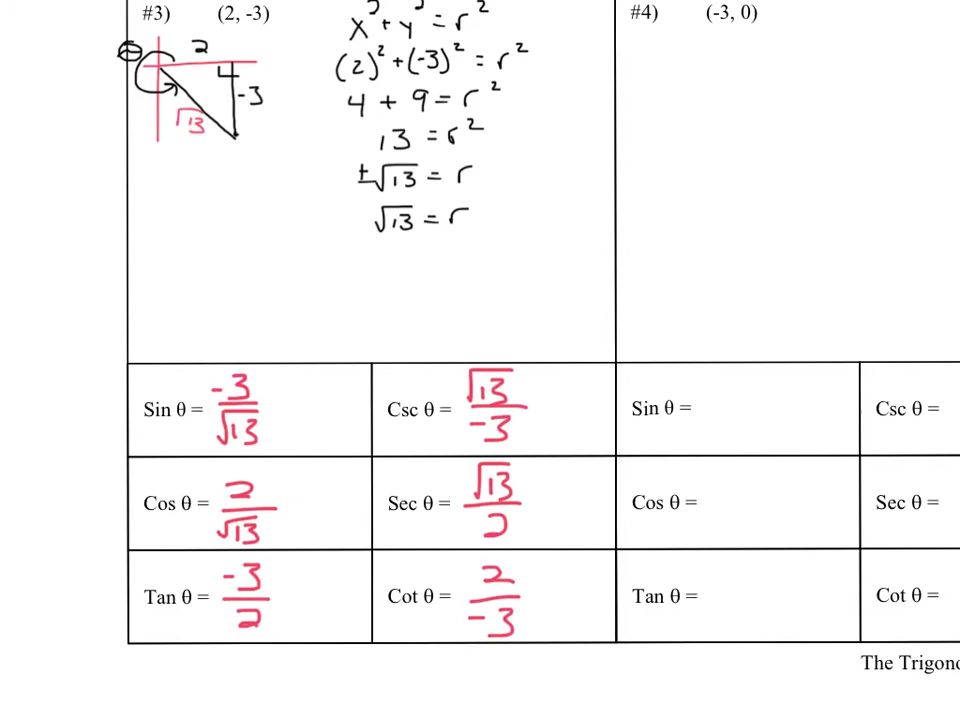 #3) (2, -3)
#4) (-3, 0)
x² + y² = r²
(2)² + (-3)² = r²
4 + 9 = r²
13 = r²
±√13 = r
√13 = r
θ
2
-3
√13
Sin θ = -3/√13
Csc θ = √13/-3
Sin θ =
Csc θ =
Cos θ = 2/√13
Sec θ = √13/2
Cos θ =
Sec θ =
Tan θ = -3/2
Cot θ = 2/-3
Tan θ =
Cot θ =
The Trigono